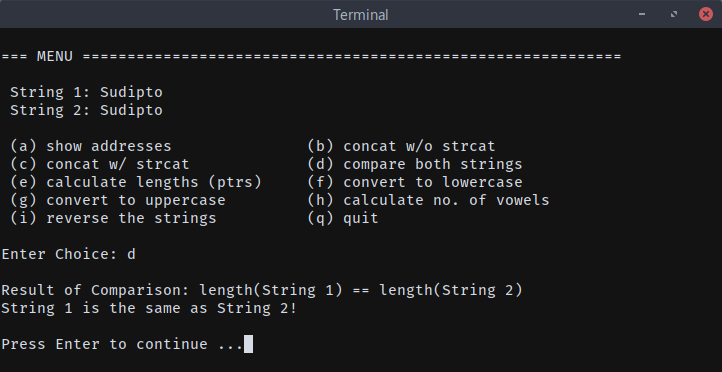 Terminal
=== MENU ============================================================
String 1: Sudipto
String 2: Sudipto
(a) show addresses (b) concat w/o strcat
(c) concat w/ strcat (d) compare both strings
(e) calculate lengths (ptrs) (f) convert to lowercase
(g) convert to uppercase (h) calculate no. of vowels
(i) reverse the strings (q) quit
Enter Choice: d
Result of Comparison: length(String 1) == length(String 2)
String 1 is the same as String 2!
Press Enter to continue ...